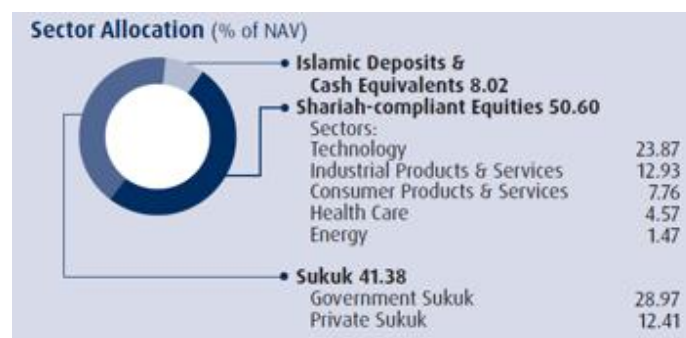 Sector Allocation (% of NAV)
Islamic Deposits &
Cash Equivalents 8.02
Shariah-compliant Equities 50.60
Sectors:
Technology 23.87
Industrial Products & Services 12.93
Consumer Products & Services 7.76
Health Care 4.57
Energy 1.47
Sukuk 41.38
Government Sukuk 28.97
Private Sukuk 12.41